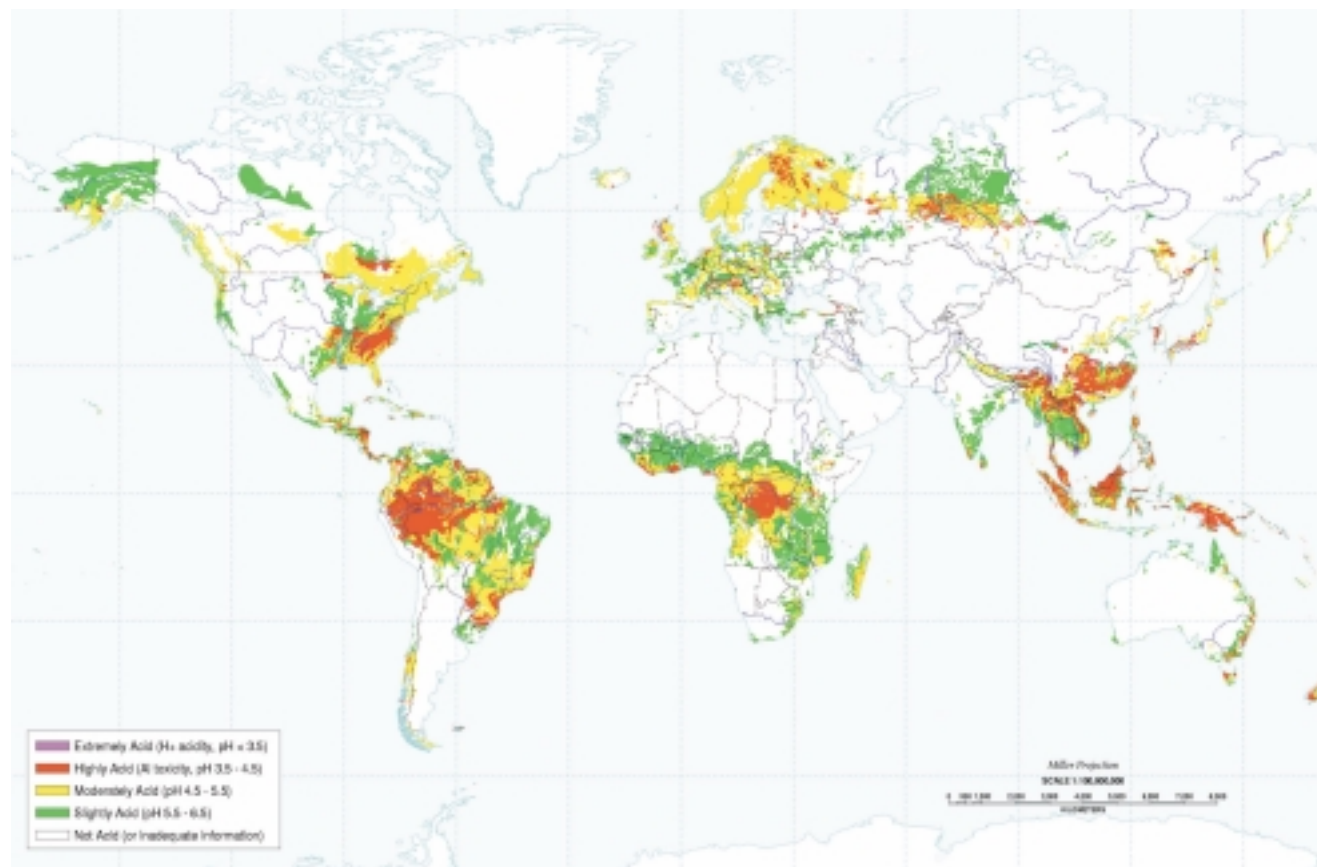 Extremely Acid (H+ acidity, pH < 3.5)
Highly Acid (Al toxicity, pH 3.5 - 4.5)
Moderately Acid (pH 4.5 - 5.5)
Slightly Acid (pH 5.5 - 6.5)
Not Acid (or Inadequate Information)
Miller Projection
SCALE 1:100,000,000
KILOMETERS